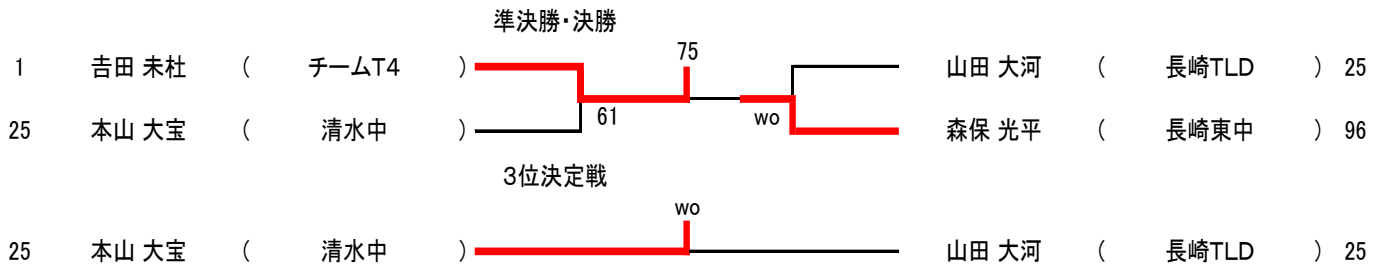 準決勝・決勝
75
1 吉田 未杜 ( チームT4 ) 山田 大河 ( 長崎TLD ) 25
61 wo
25 本山 大宝 ( 清水中 ) 森保 光平 ( 長崎東中 ) 96
3位決定戦
wo
25 本山 大宝 ( 清水中 ) 山田 大河 ( 長崎TLD ) 25